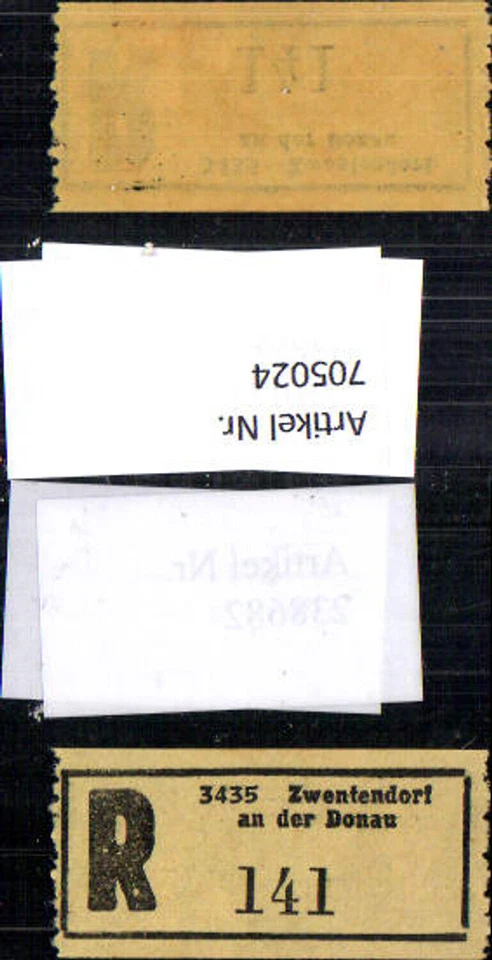 Artikel Nr.
705024
Artikel Nr
238682
R
3435 Zwentendorf
an der Donau
141